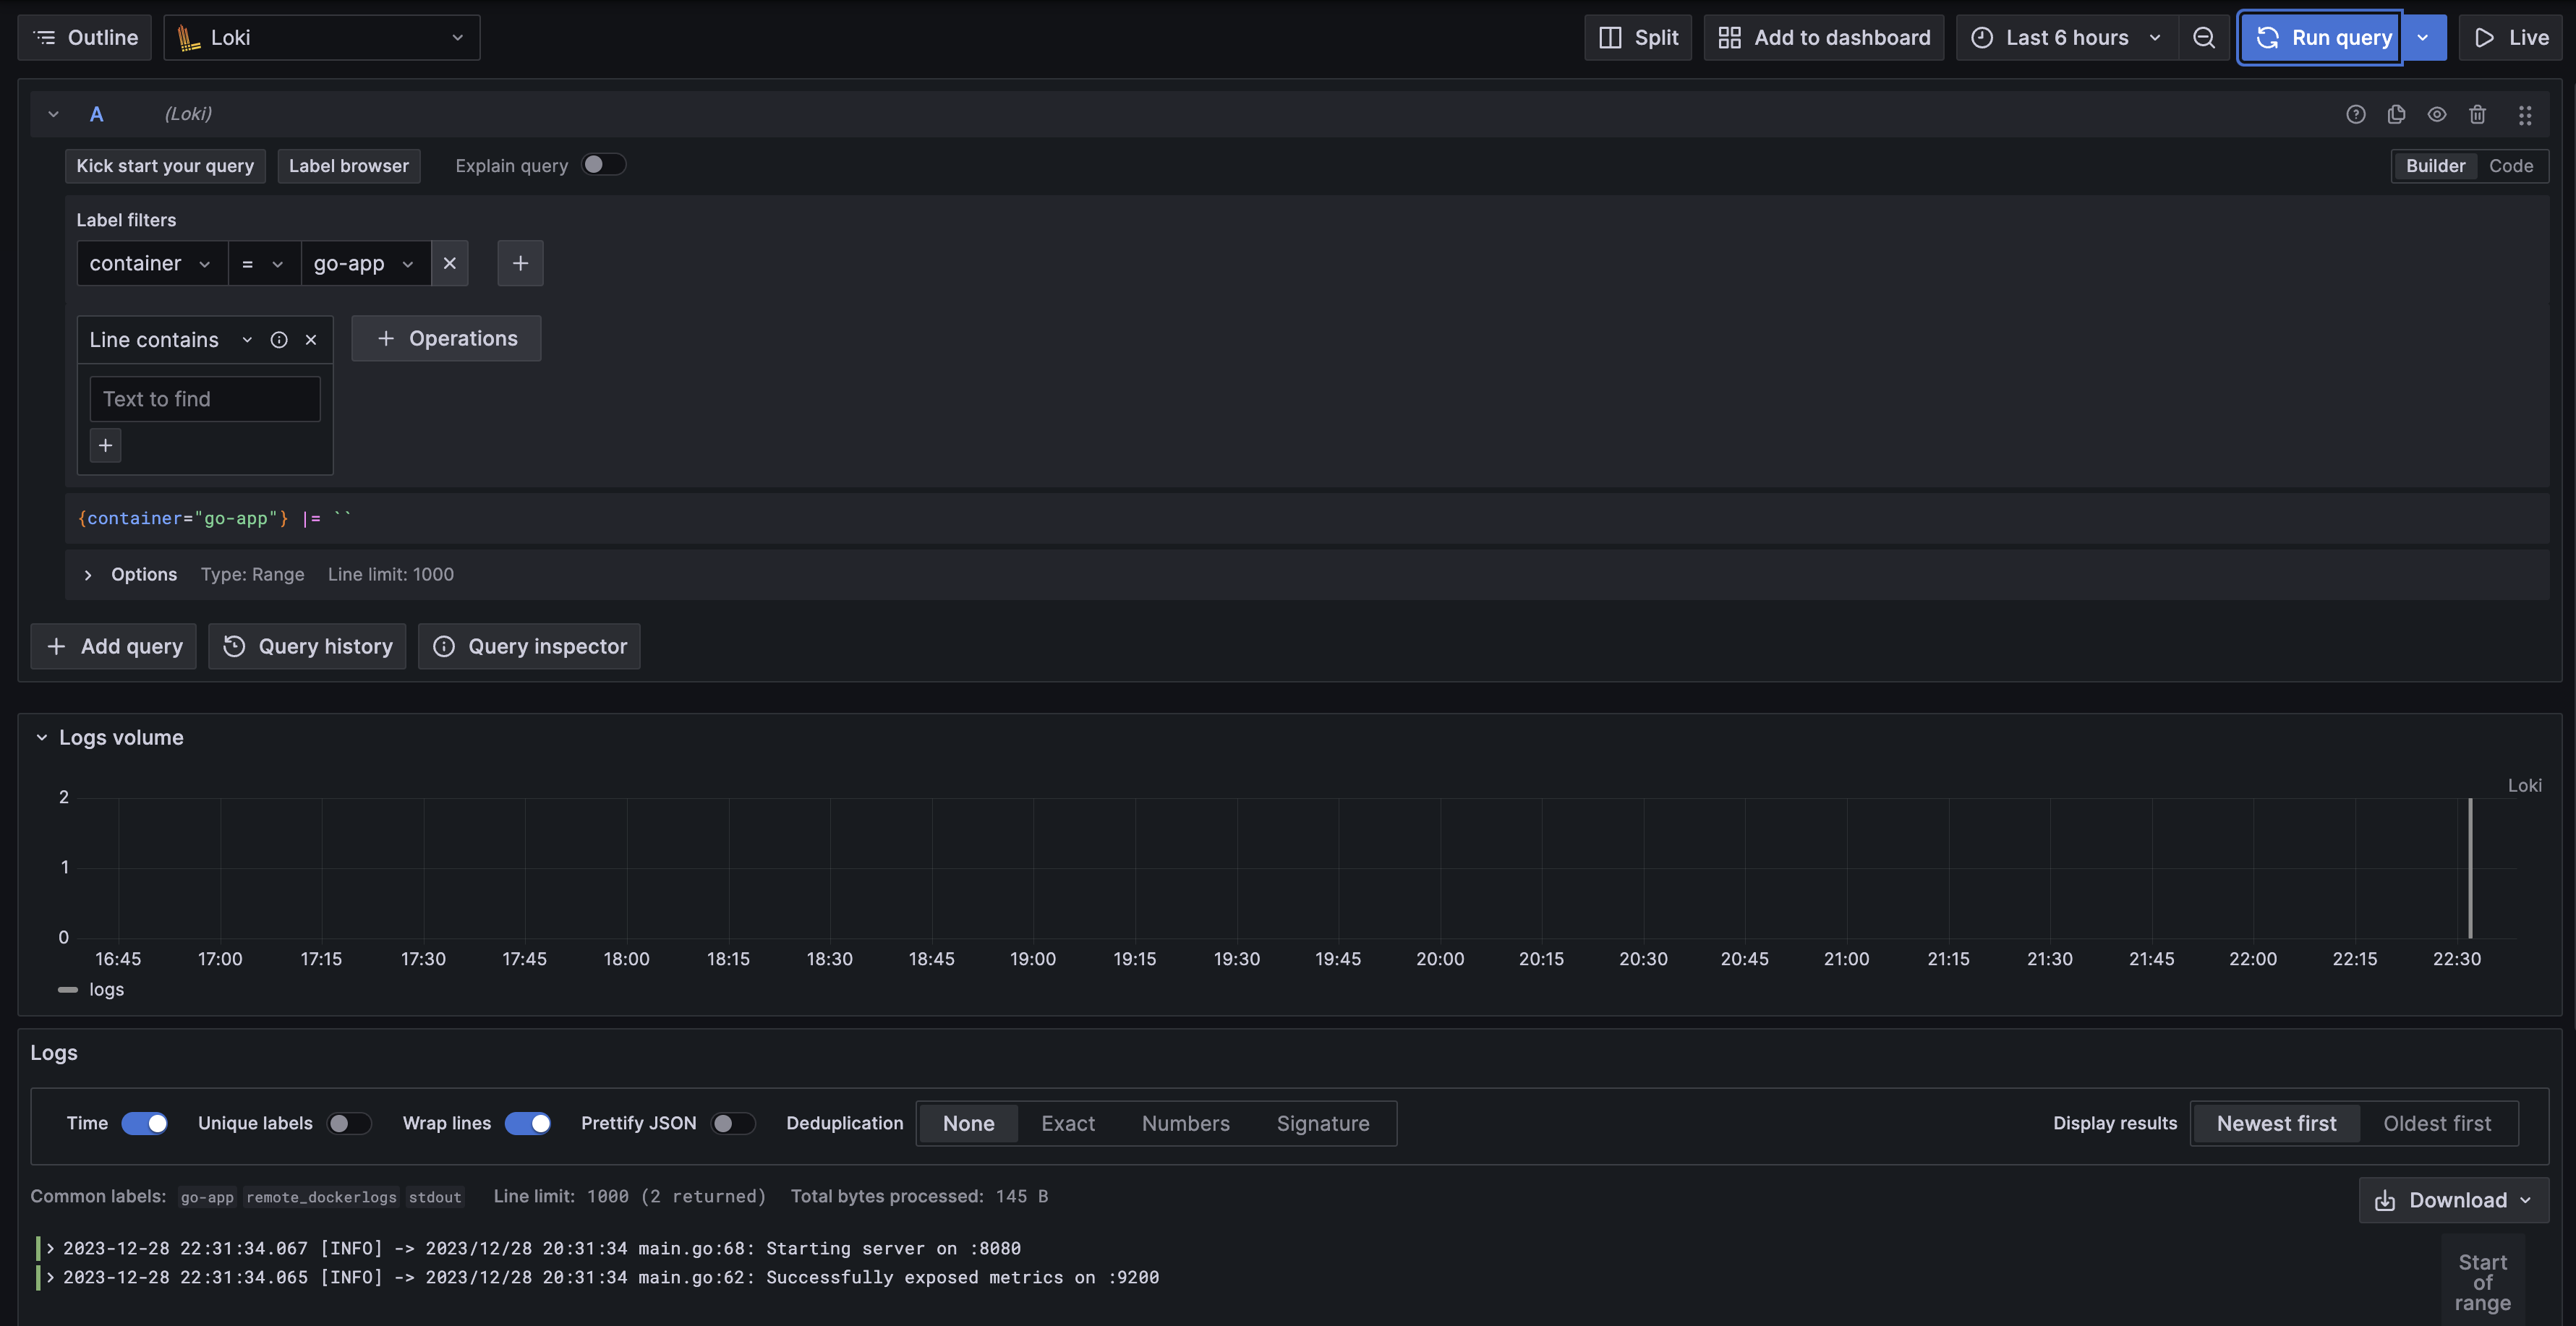 Outline Loki Split Add to dashboard Last 6 hours Run query Live
A (Loki)
Kick start your query Label browser Explain query Builder Code
Label filters
container = go-app
Line contains Operations
Text to find
{container="go-app"} |= ``
Options Type: Range Line limit: 1000
Add query Query history Query inspector
Logs volume
Loki
2
1
0
16:45 17:00 17:15 17:30 17:45 18:00 18:15 18:30 18:45 19:00 19:15 19:30 19:45 20:00 20:15 20:30 20:45 21:00 21:15 21:30 21:45 22:00 22:15 22:30
logs
Logs
Time Unique labels Wrap lines Prettify JSON Deduplication None Exact Numbers Signature Display results Newest first Oldest first
Common labels: go-app remote_dockerlogs stdout Line limit: 1000 (2 returned) Total bytes processed: 145 B Download
2023-12-28 22:31:34.067 [INFO] -> 2023/12/28 20:31:34 main.go:68: Starting server on :8080
2023-12-28 22:31:34.065 [INFO] -> 2023/12/28 20:31:34 main.go:62: Successfully exposed metrics on :9200
Start
of
range